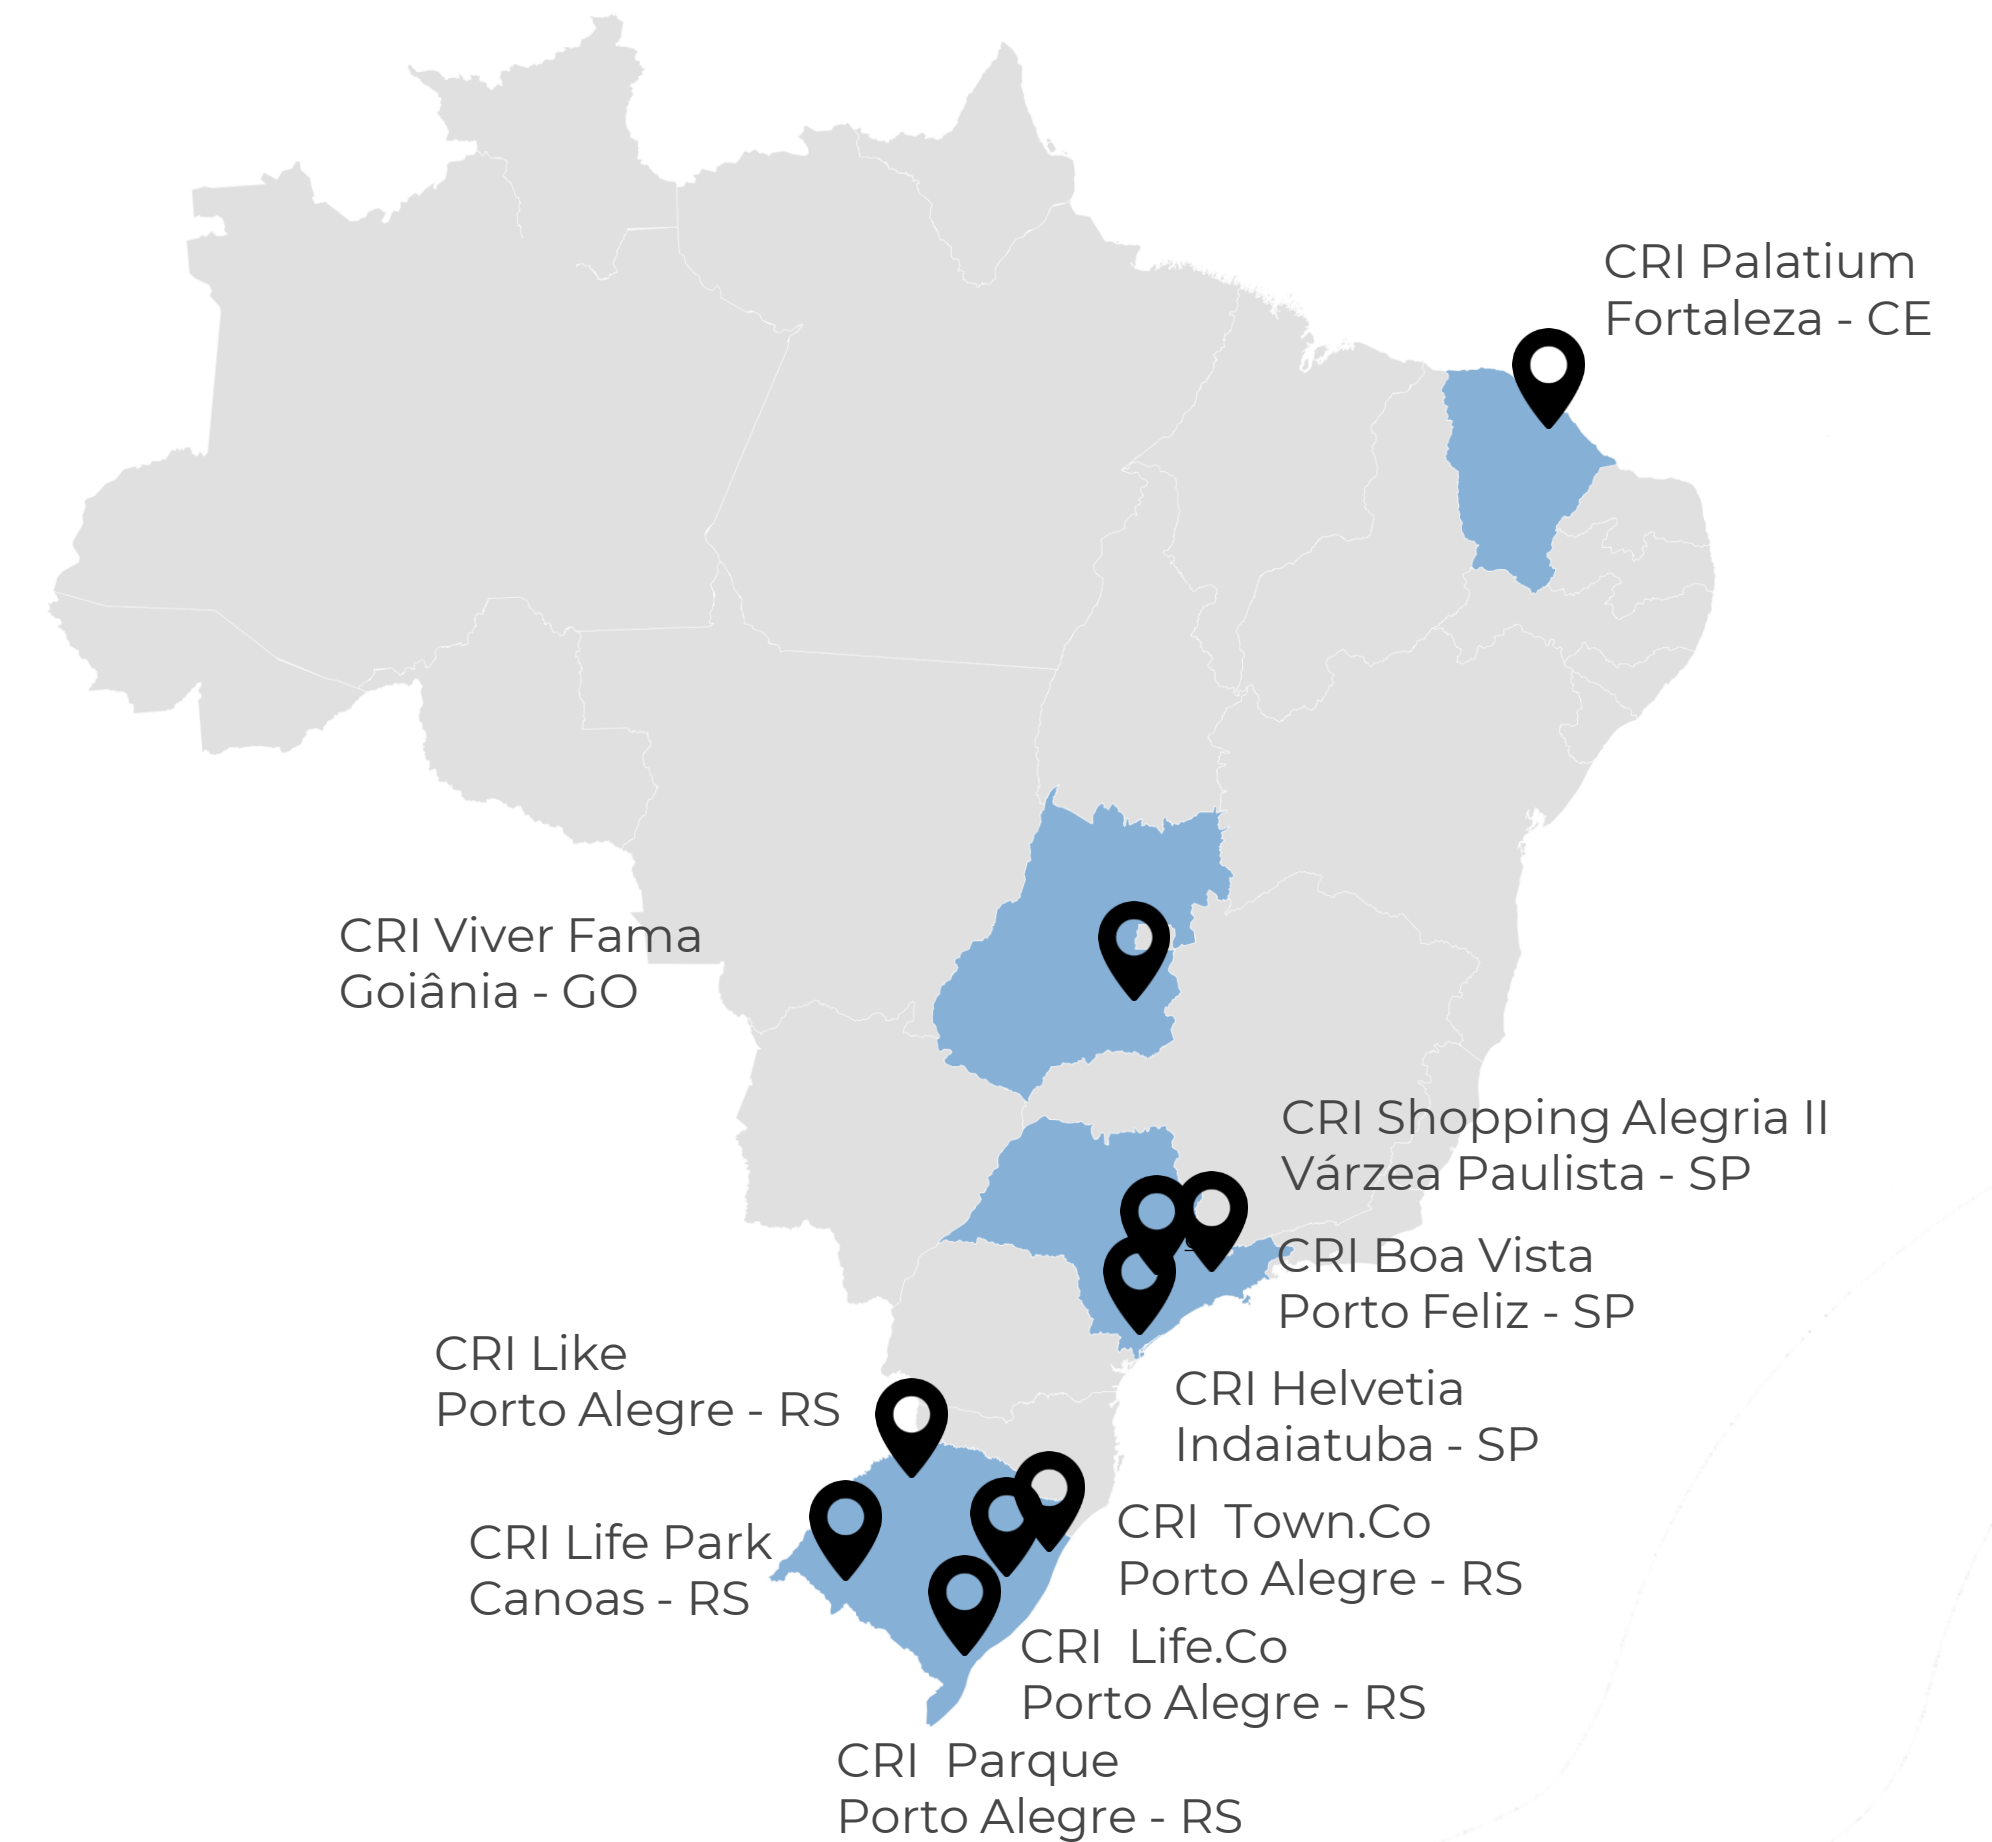 CRI Palatium
Fortaleza - CE
CRI Viver Fama
Goiânia - GO
CRI Shopping Alegria II
Várzea Paulista - SP
CRI Boa Vista
Porto Feliz - SP
CRI Like
Porto Alegre - RS
CRI Helvetia
Indaiatuba - SP
CRI Town.Co
Porto Alegre - RS
CRI Life Park
Canoas - RS
CRI Life.Co
Porto Alegre - RS
CRI Parque
Porto Alegre - RS